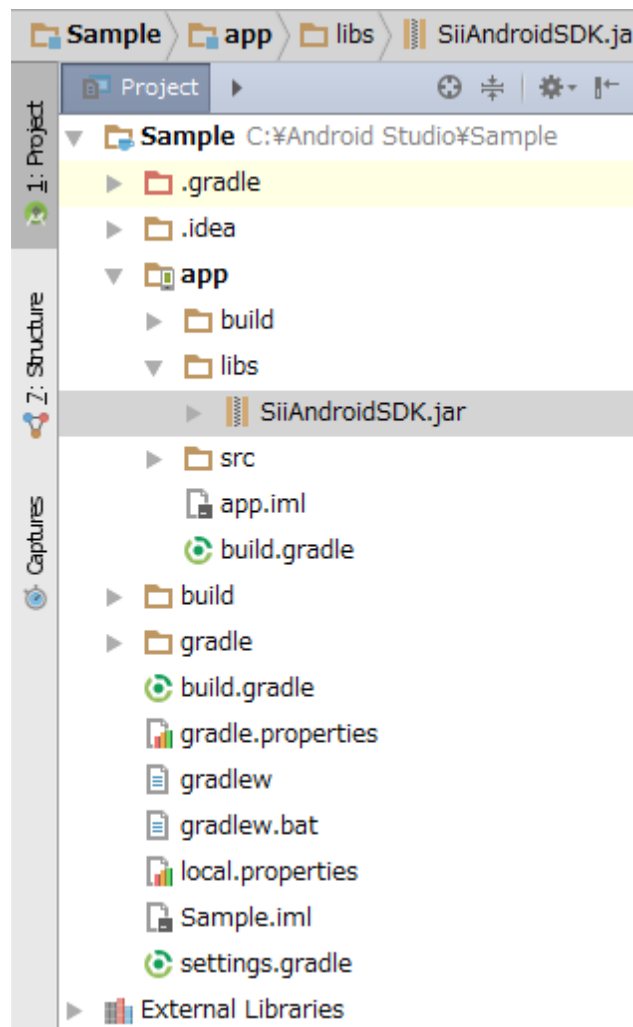 Sample app libs SiiAndroidSDK.ja
Project
1: Project
Sample C:¥Android Studio¥Sample
.gradle
.idea
app
build
libs
SiiAndroidSDK.jar
src
app.iml
build.gradle
build
gradle
build.gradle
gradle.properties
gradlew
gradlew.bat
local.properties
Sample.iml
settings.gradle
External Libraries
7: Structure
Captures